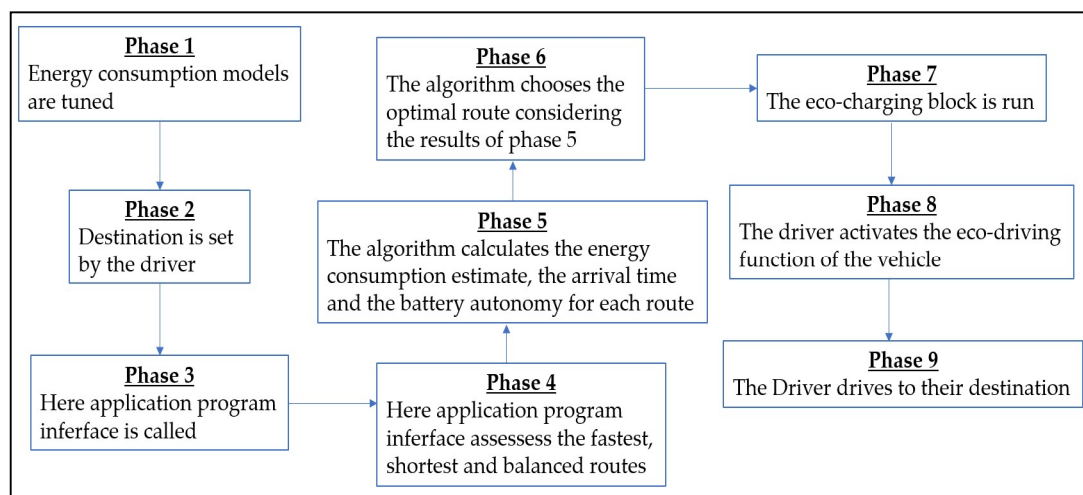 Phase 1
Energy consumption models
are tuned
Phase 2
Destination is set
by the driver
Phase 3
Here application program
inferface is called
Phase 4
Here application program
inferface assessess the fastest,
shortest and balanced routes
Phase 5
The algorithm calculates the energy
consumption estimate, the arrival time
and the battery autonomy for each route
Phase 6
The algorithm chooses the
optimal route considering
the results of phase 5
Phase 7
The eco-charging block is run
Phase 8
The driver activates the eco-driving
function of the vehicle
Phase 9
The Driver drives to their destination